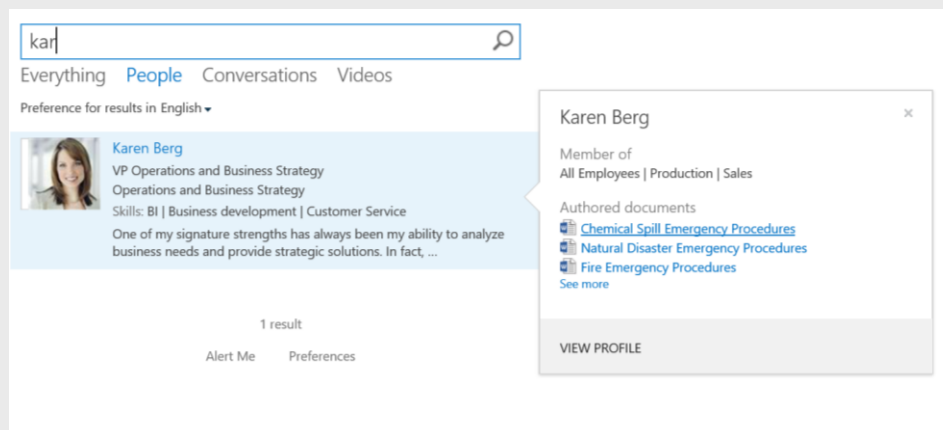 kar
Everything People Conversations Videos
Preference for results in English
Karen Berg
VP Operations and Business Strategy
Operations and Business Strategy
Skills: BI | Business development | Customer Service
One of my signature strengths has always been my ability to analyze
business needs and provide strategic solutions. In fact, ...
1 result
Alert Me Preferences
Karen Berg
Member of
All Employees | Production | Sales
Authored documents
Chemical Spill Emergency Procedures
Natural Disaster Emergency Procedures
Fire Emergency Procedures
See more
VIEW PROFILE